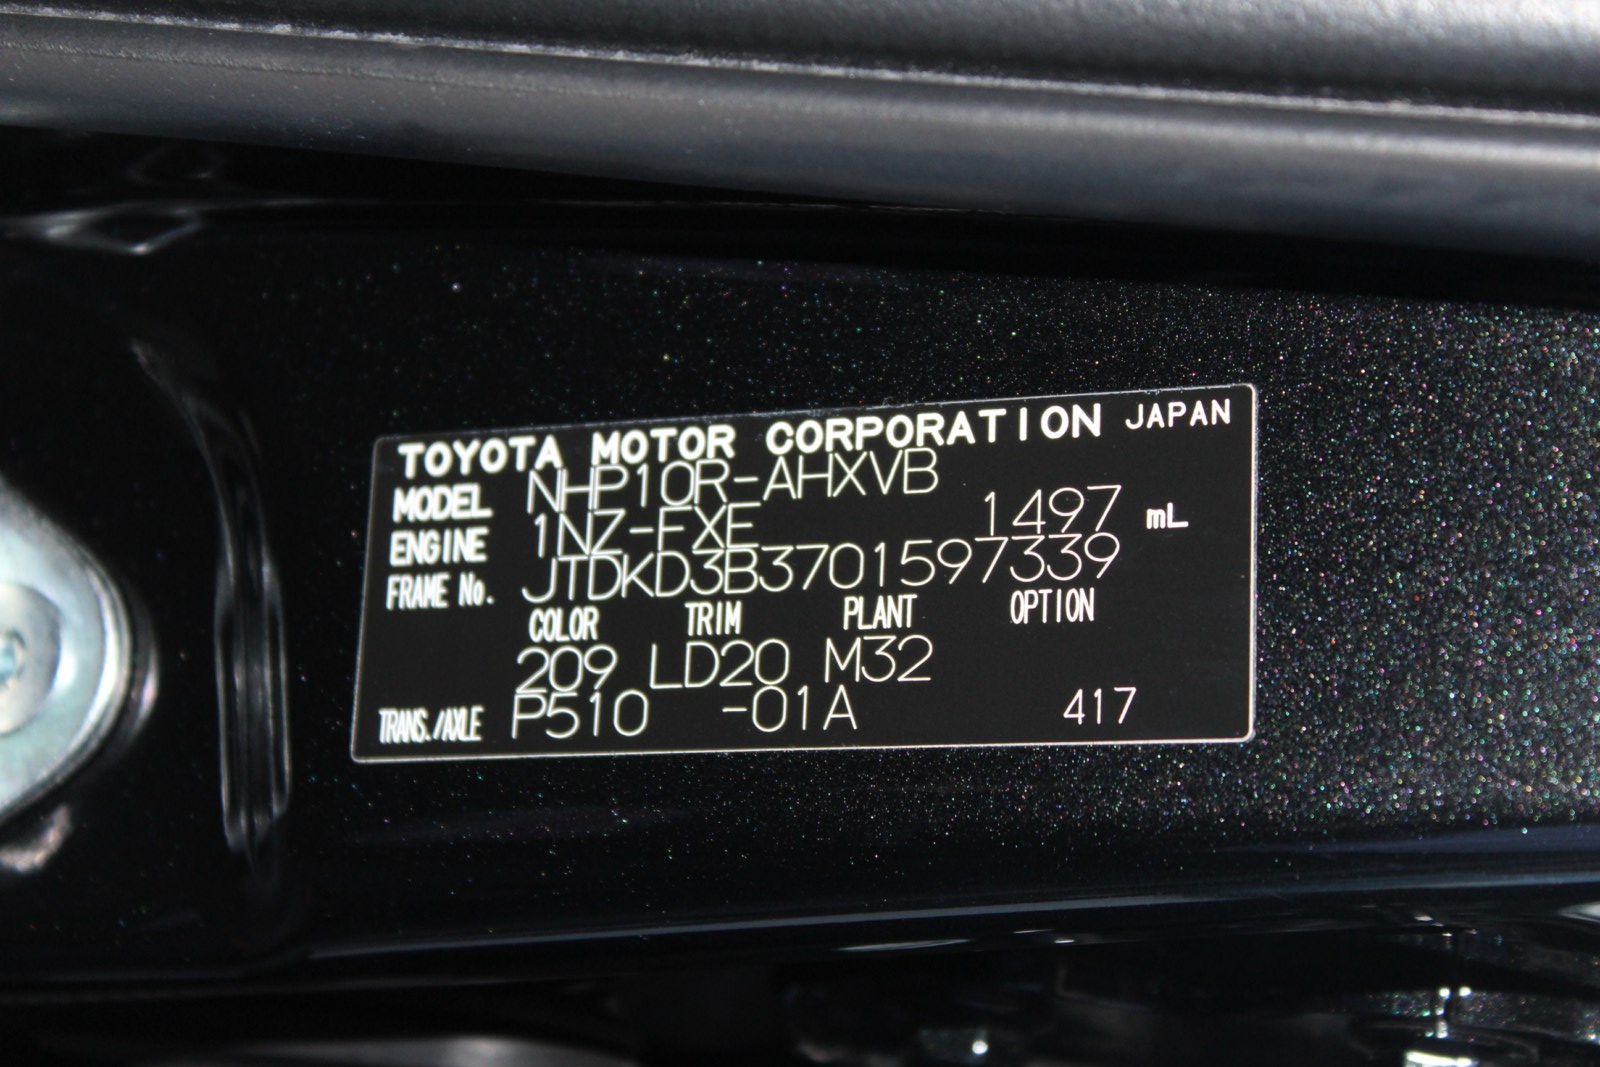 TOYOTA MOTOR CORPORATION JAPAN
MODEL NHP10R-AHXVB
ENGINE 1NZ-FXE 1497 mL
FRAME No. JTDKD3B3701597339
COLOR TRIM PLANT OPTION
209 LD20 M32
TRANS./AXLE P510 -01A 417